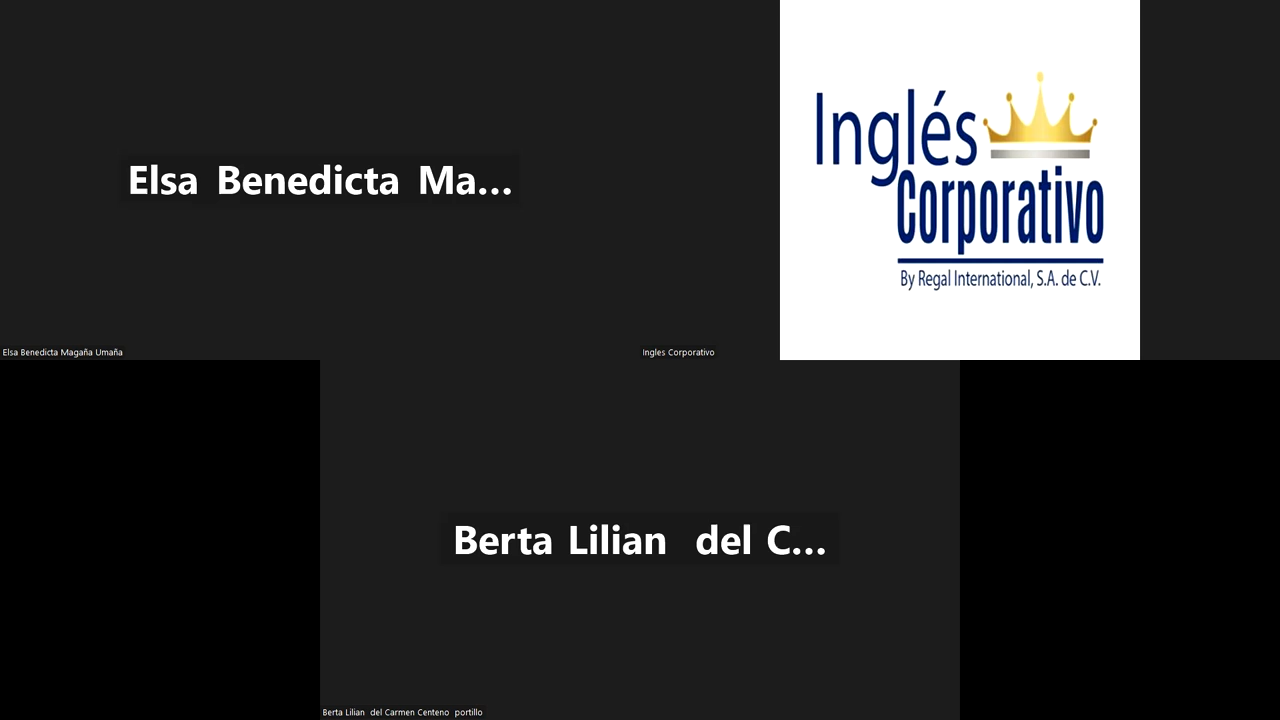 Elsa Benedicta Ma...
Inglés
Corporativo
By Regal International, S.A. de C.V.
Elsa Benedicta Magaña Umaña
Ingles Corporativo
Berta Lilian del C...
Berta Lilian del Carmen Centeno portillo